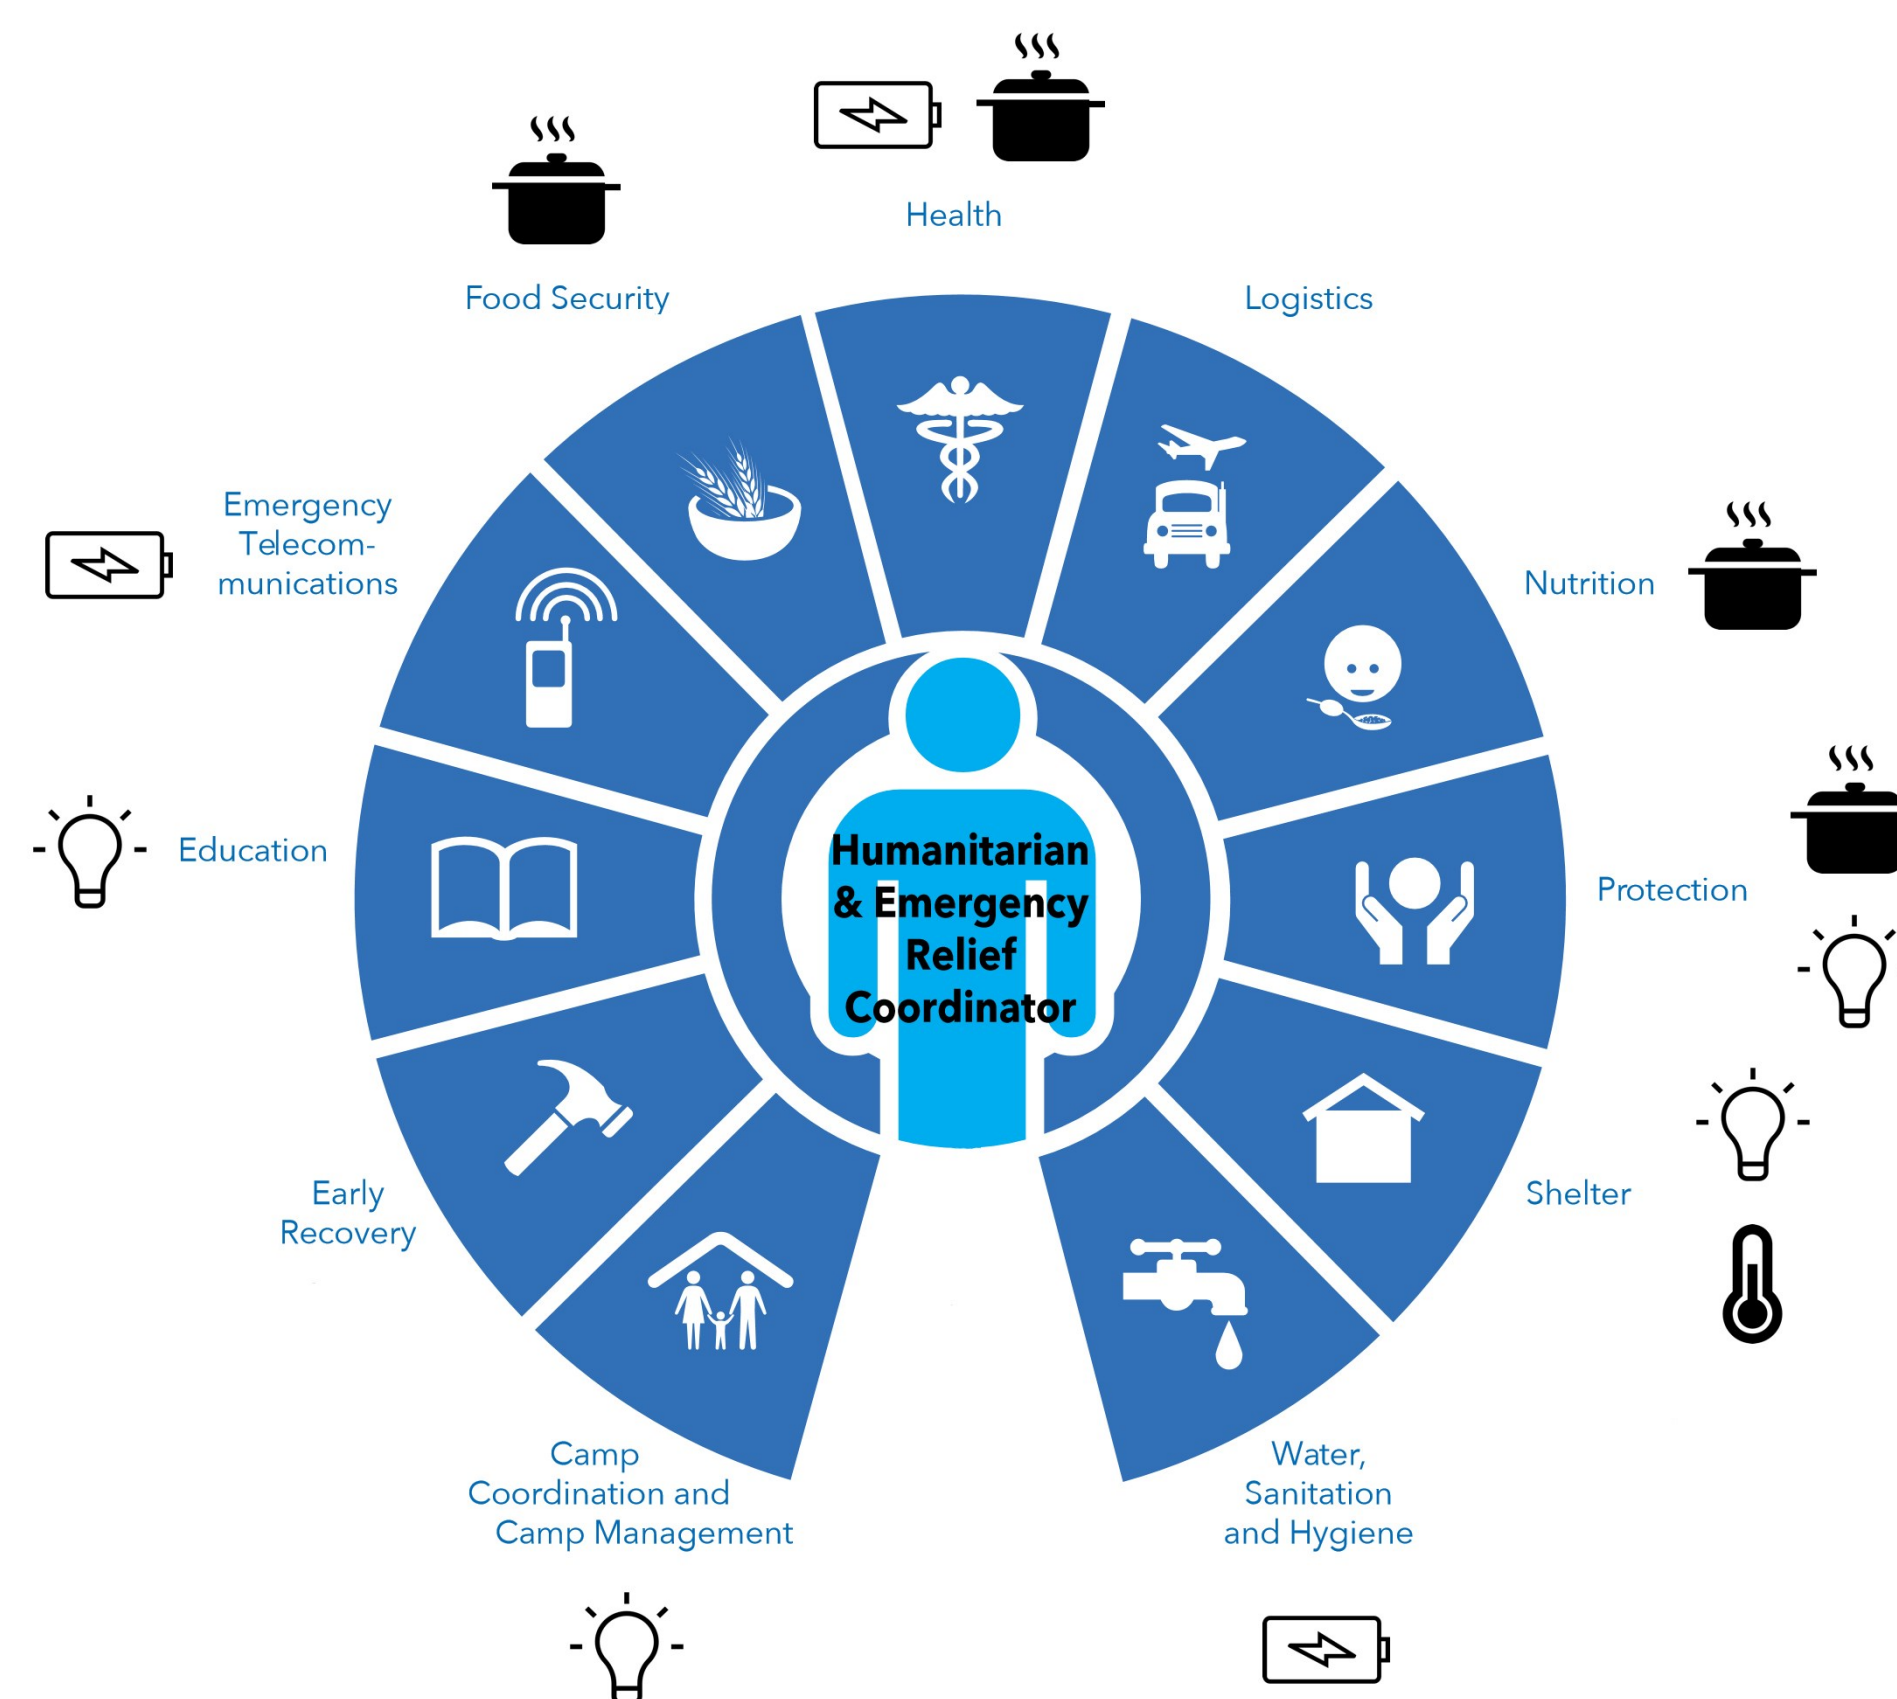 Health
Food Security
Logistics
Emergency
Telecom-
munications
Nutrition
Education
Protection
Humanitarian
& Emergency
Relief
Coordinator
Early
Recovery
Shelter
Camp
Coordination and
Camp Management
Water,
Sanitation
and Hygiene